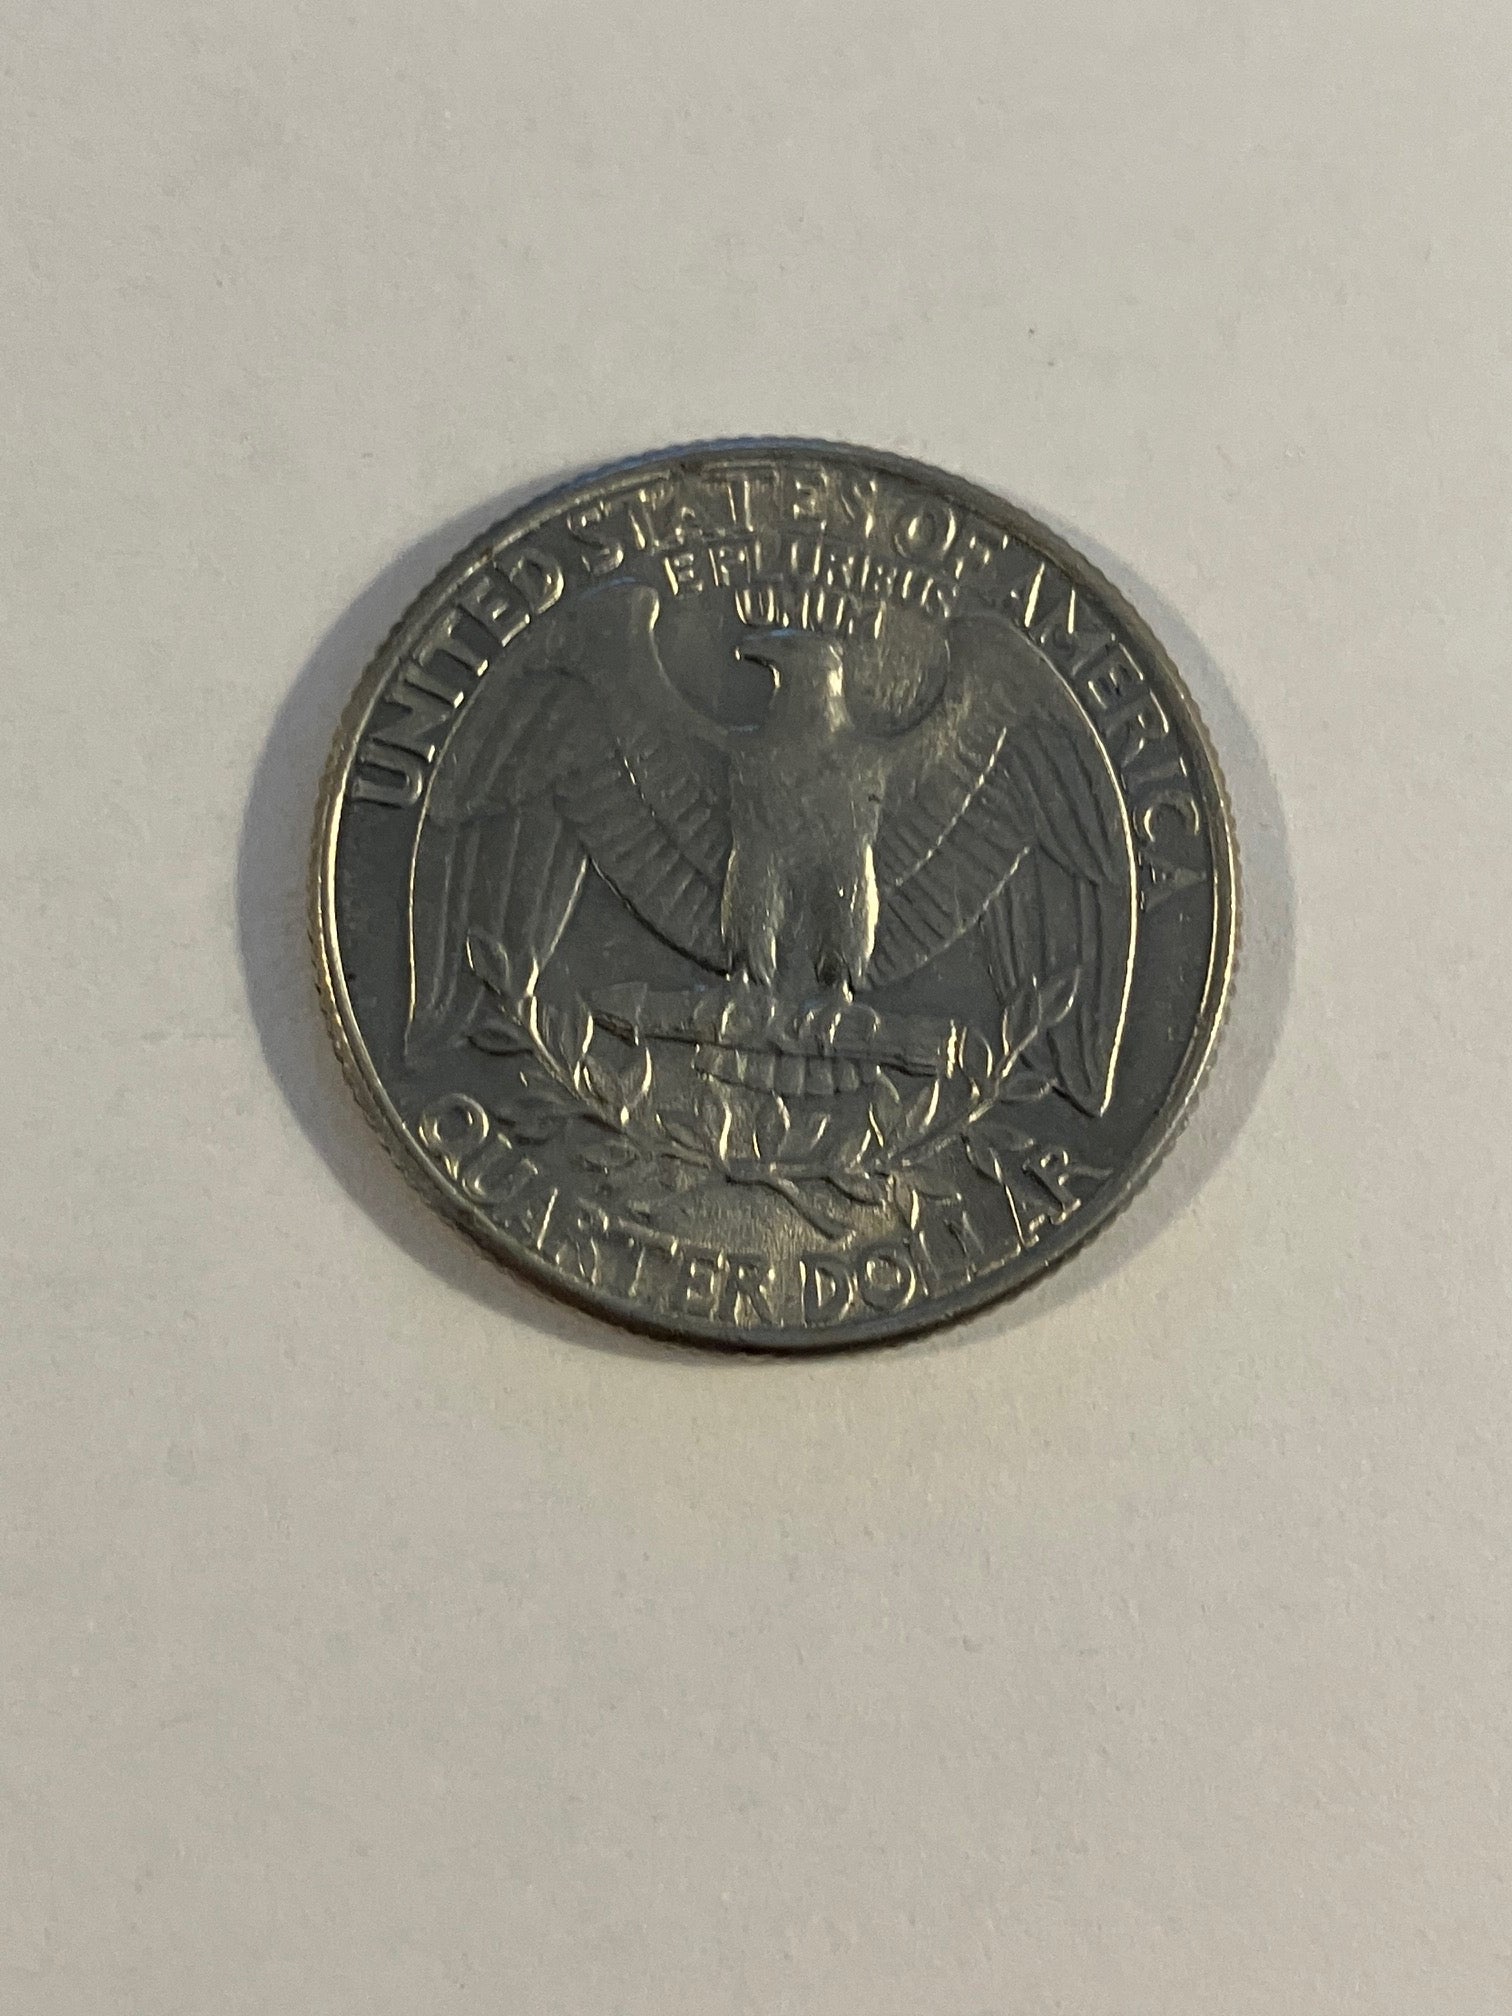 UNITED STATES OF AMERICA
E PLURIBUS
UNUM
QUARTER DOLLAR